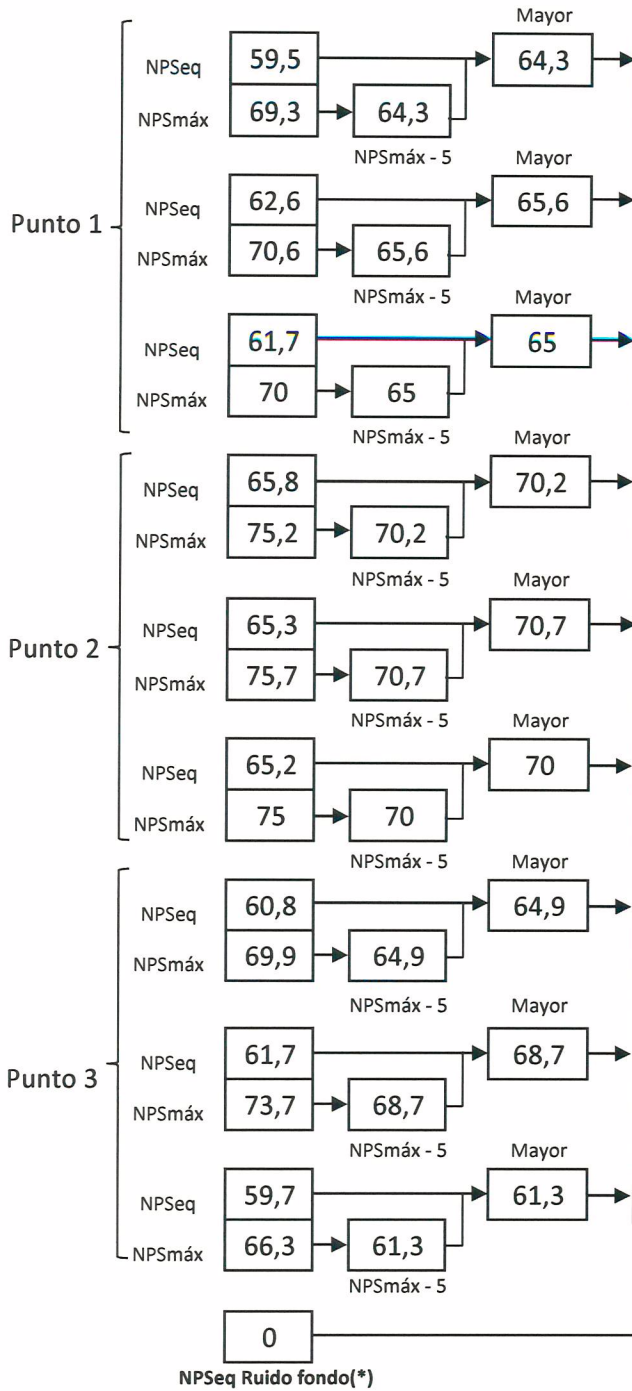 Mayor
NPSeq 59,5 64,3
NPSmáx 69,3 64,3
NPSmáx - 5
Mayor
Punto 1
NPSeq 62,6 65,6
NPSmáx 70,6 65,6
NPSmáx - 5
Mayor
NPSeq 61,7 65
NPSmáx 70 65
NPSmáx - 5
Mayor
NPSeq 65,8 70,2
NPSmáx 75,2 70,2
NPSmáx - 5
Mayor
Punto 2
NPSeq 65,3 70,7
NPSmáx 75,7 70,7
NPSmáx - 5
Mayor
NPSeq 65,2 70
NPSmáx 75 70
NPSmáx - 5
Mayor
NPSeq 60,8 64,9
NPSmáx 69,9 64,9
NPSmáx - 5
Mayor
Punto 3
NPSeq 61,7 68,7
NPSmáx 73,7 68,7
NPSmáx - 5
Mayor
NPSeq 59,7 61,3
NPSmáx 66,3 61,3
NPSmáx - 5
0
NPSeq Ruido fondo(*)